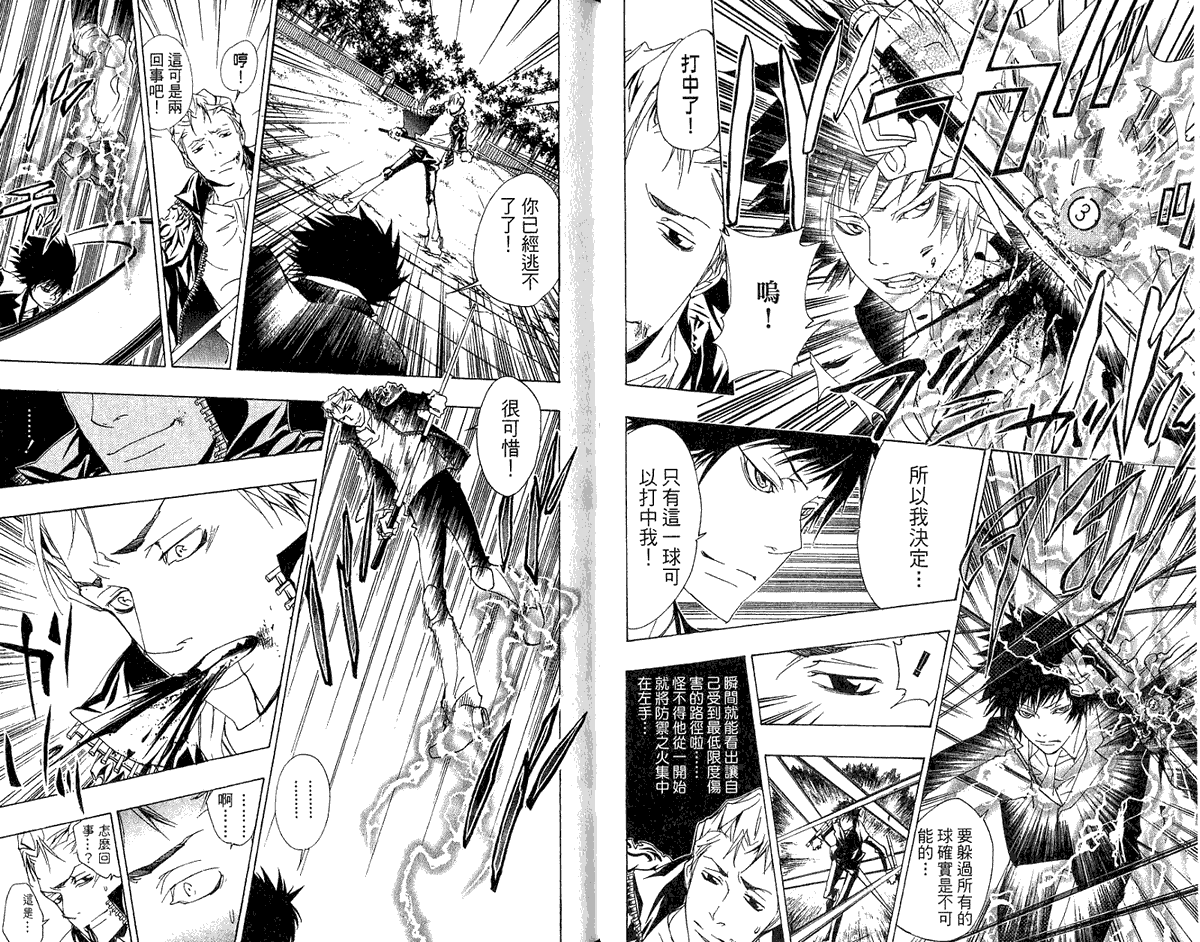 ③
打中了！
嗚！
所以我決定…
只有這一球可
以打中我！
要躲過所有的
球確實是不可
能的…
！
瞬間就能看出讓自
己受到最低限度傷
害的路徑啦……
怪不得他從一開始
就將防禦之火集中
在左手…
你已經逃不
了了！
哼！
這可是兩
回事吧！
很可惜！
……！
………
………
啊………
怎麼回
事…？
這是…